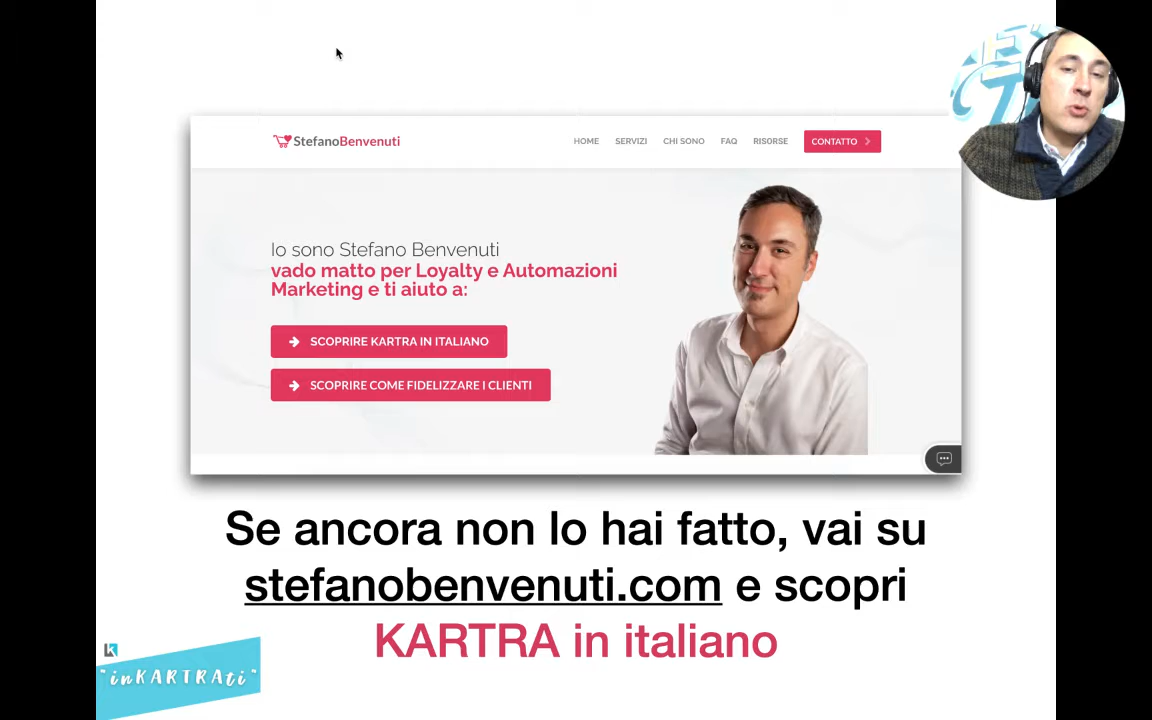 StefanoBenvenuti
HOME SERVIZI CHI SONO FAQ RISORSE CONTATTO
Io sono Stefano Benvenuti
vado matto per Loyalty e Automazioni
Marketing e ti aiuto a:
SCOPRIRE KARTRA IN ITALIANO
SCOPRIRE COME FIDELIZZARE I CLIENTI
Se ancora non lo hai fatto, vai su
stefanobenvenuti.com e scopri
KARTRA in italiano
K
"inKARTRAti"